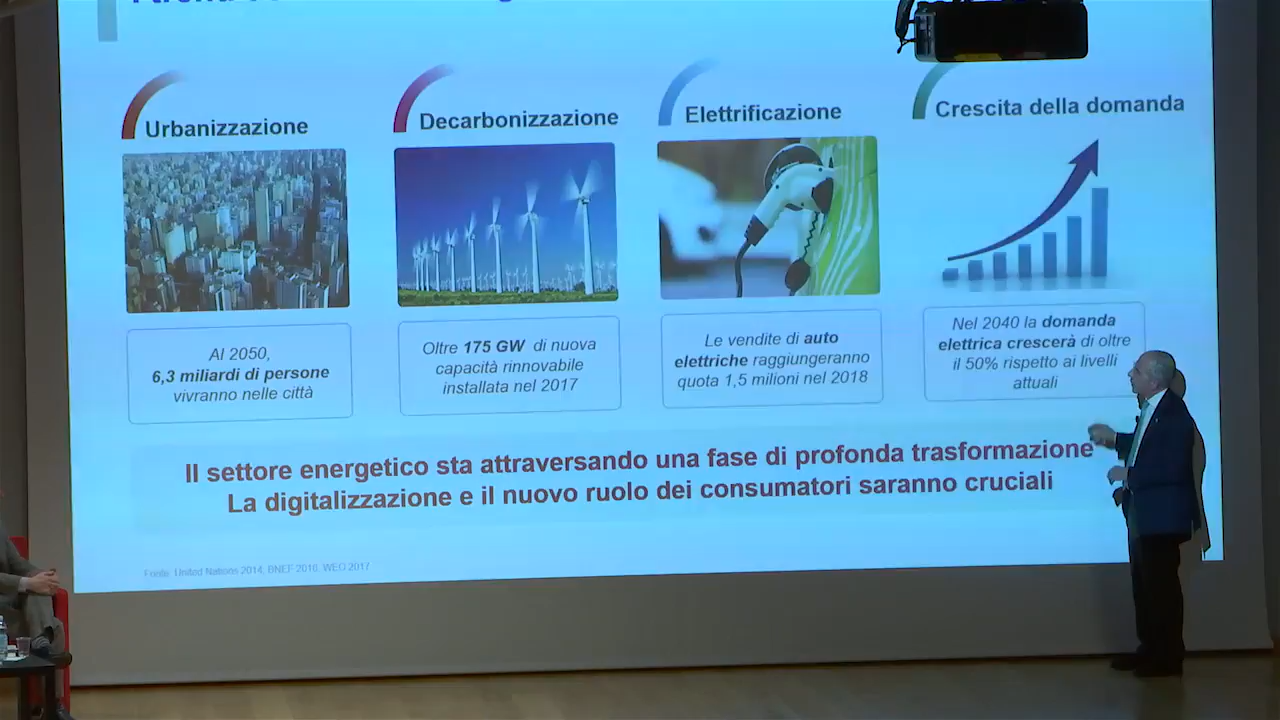 Urbanizzazione
Decarbonizzazione
Elettrificazione
Crescita della domanda
Al 2050,
6,3 miliardi di persone
vivranno nelle città
Oltre 175 GW di nuova
capacità rinnovabile
installata nel 2017
Le vendite di auto
elettriche raggiungeranno
quota 1,5 milioni nel 2018
Nel 2040 la domanda
elettrica crescerà di oltre
il 50% rispetto ai livelli
attuali
Il settore energetico sta attraversando una fase di profonda trasformazione
La digitalizzazione e il nuovo ruolo dei consumatori saranno cruciali
United Nations 2014, BNEF 2016, WEO 2017